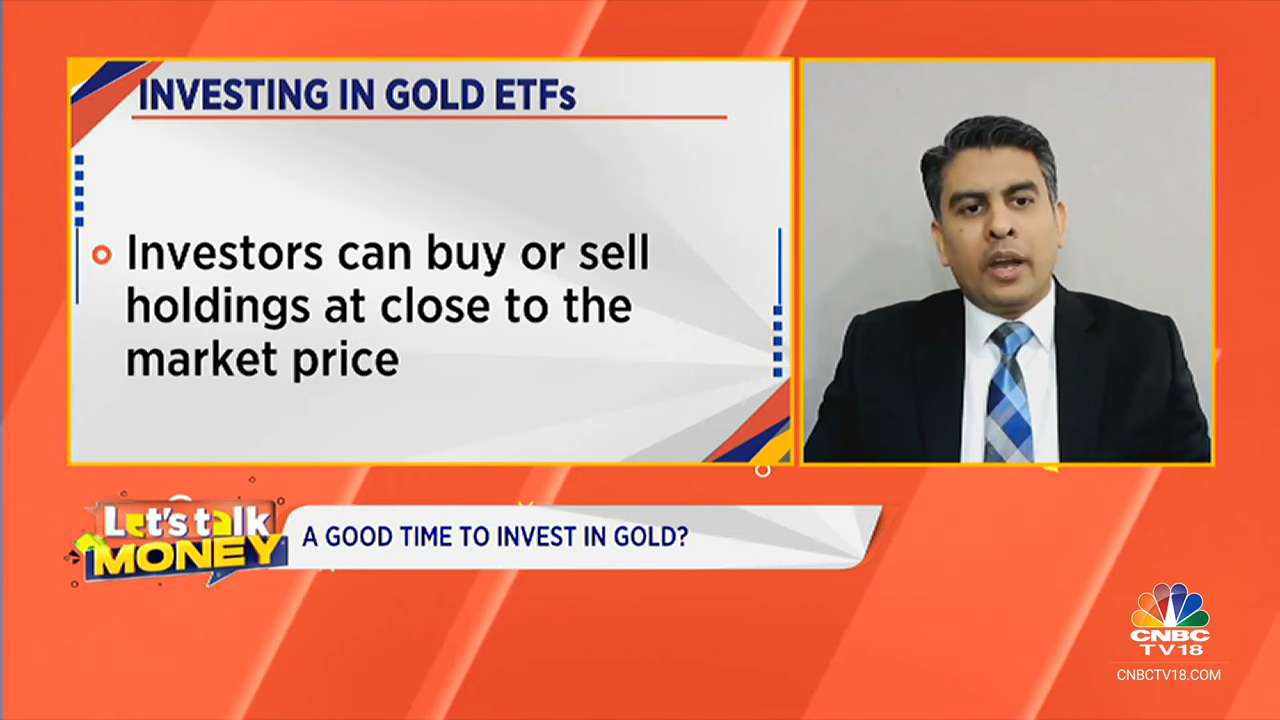 INVESTING IN GOLD ETFs
Investors can buy or sell
holdings at close to the
market price
Let's talk
MONEY
A GOOD TIME TO INVEST IN GOLD?
CNBC
TV18
CNBCTV18.COM